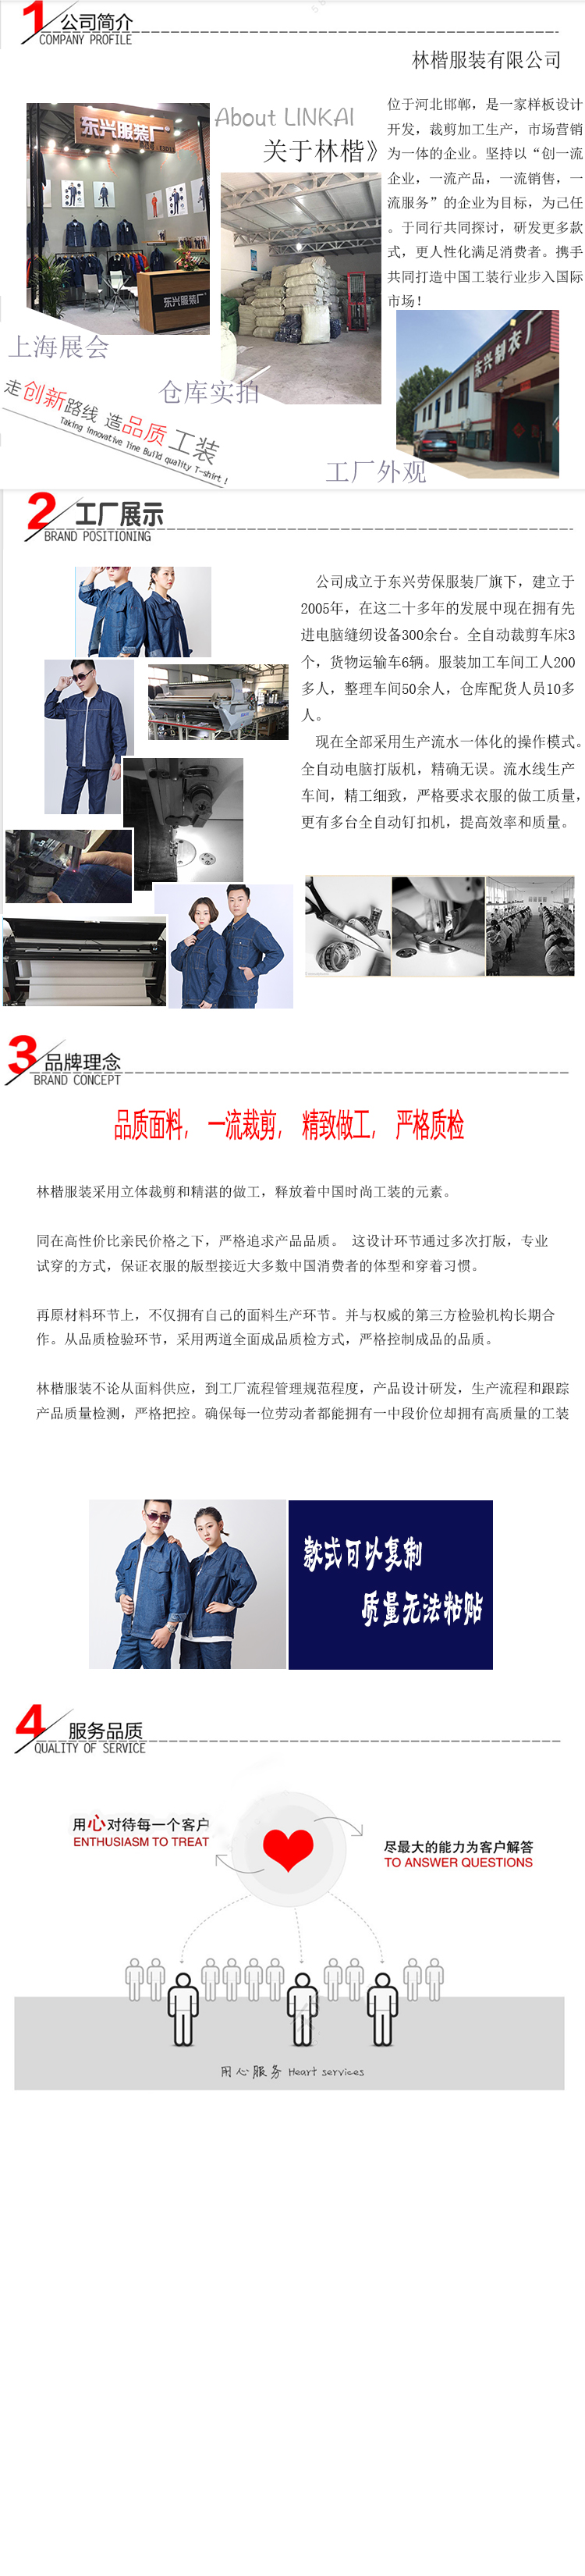 1 公司简介
COMPANY PROFILE
林楷服装有限公司
About LINKAI
关于林楷》
位于河北邯郸，是一家样板设计
开发，裁剪加工生产，市场营销
为一体的企业。坚持以“创一流
企业，一流产品，一流销售，一
流服务”的企业为目标，为己任
。于同行共同探讨，研发更多款
式，更人性化满足消费者。携手
共同打造中国工装行业步入国际
市场！
东兴服装厂
东兴服装厂
上海展会
仓库实拍
东兴制衣厂
工厂外观
走创新路线 造品质工装
Taking innovative line Build quality T-shirt !
2 工厂展示
BRAND POSITIONING
公司成立于东兴劳保服装厂旗下，建立于
2005年，在这二十多年的发展中现在拥有先
进电脑缝纫设备300余台。全自动裁剪车床3
个，货物运输车6辆。服装加工车间工人200
多人，整理车间50余人，仓库配货人员10多
人。
现在全部采用生产流水一体化的操作模式。
全自动电脑打版机，精确无误。流水线生产
车间，精工细致，严格要求衣服的做工质量，
更有多台全自动钉扣机，提高效率和质量。
3 品牌理念
BRAND CONCEPT
品质面料， 一流裁剪， 精致做工， 严格质检
林楷服装采用立体裁剪和精湛的做工，释放着中国时尚工装的元素。
同在高性价比亲民价格之下，严格追求产品品质。 这设计环节通过多次打版，专业
试穿的方式，保证衣服的版型接近大多数中国消费者的体型和穿着习惯。
再原材料环节上，不仅拥有自己的面料生产环节。并与权威的第三方检验机构长期合
作。从品质检验环节，采用两道全面成品质检方式，严格控制成品的品质。
林楷服装不论从面料供应，到工厂流程管理规范程度，产品设计研发，生产流程和跟踪
产品质量检测，严格把控。确保每一位劳动者都能拥有一中段价位却拥有高质量的工装
款式可以复制
质量无法粘贴
4 服务品质
QUALITY OF SERVICE
用心对待每一个客户
ENTHUSIASM TO TREAT
尽最大的能力为客户解答
TO ANSWER QUESTIONS
用心服务 Heart services